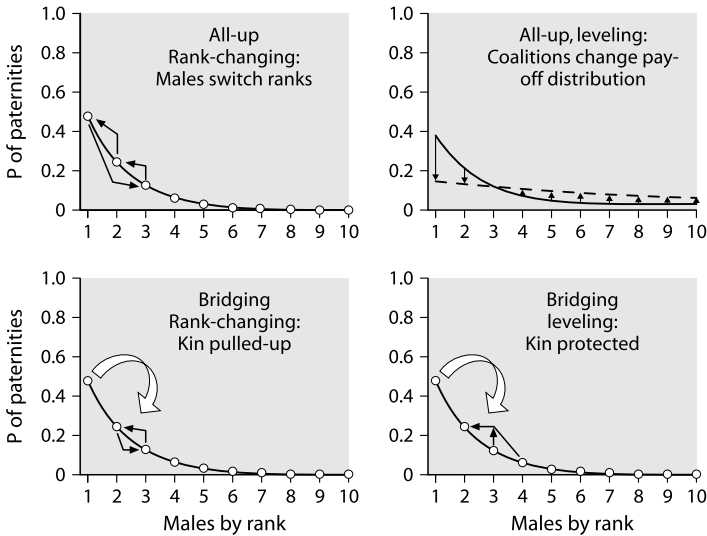 All-up
Rank-changing:
Males switch ranks
P of paternities
1.0
0.8
0.6
0.4
0.2
0
1 2 3 4 5 6 7 8 9 10
All-up, leveling:
Coalitions change pay-
off distribution
1.0
0.8
0.6
0.4
0.2
0
1 2 3 4 5 6 7 8 9 10
Bridging
Rank-changing:
Kin pulled-up
P of paternities
1.0
0.8
0.6
0.4
0.2
0
1 2 3 4 5 6 7 8 9 10
Males by rank
Bridging
leveling:
Kin protected
1.0
0.8
0.6
0.4
0.2
0
1 2 3 4 5 6 7 8 9 10
Males by rank